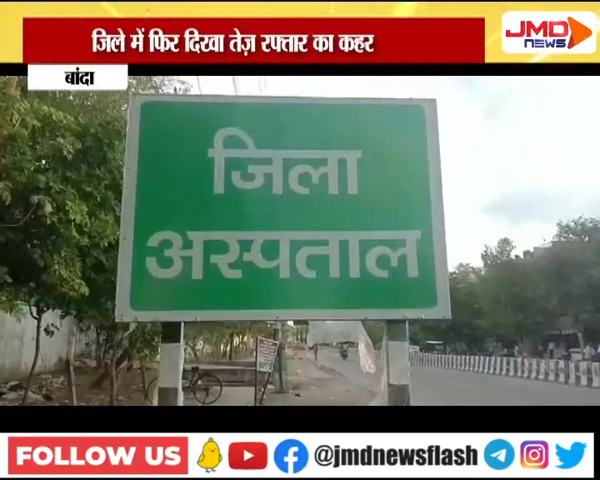 जिले में फिर दिखा तेज़ रफ्तार का कहर
JMD
NEWS
बांदा
जिला
अस्पताल
FOLLOW US @jmdnewsflash